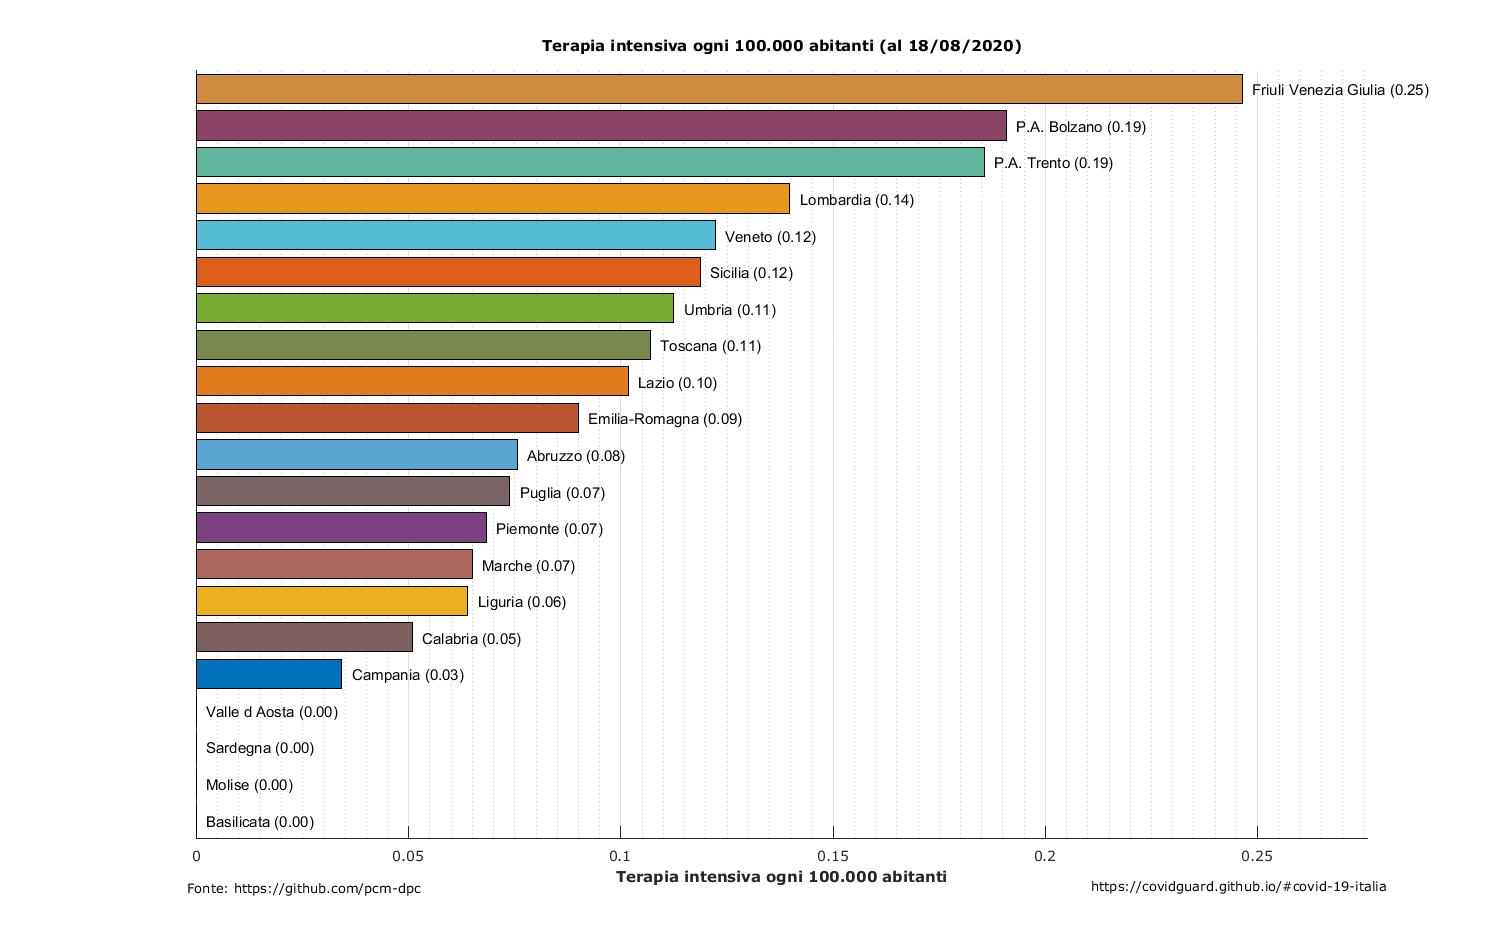 Terapia intensiva ogni 100.000 abitanti (al 18/08/2020)
Friuli Venezia Giulia (0.25)
P.A. Bolzano (0.19)
P.A. Trento (0.19)
Lombardia (0.14)
Veneto (0.12)
Sicilia (0.12)
Umbria (0.11)
Toscana (0.11)
Lazio (0.10)
Emilia-Romagna (0.09)
Abruzzo (0.08)
Puglia (0.07)
Piemonte (0.07)
Marche (0.07)
Liguria (0.06)
Calabria (0.05)
Campania (0.03)
Valle d Aosta (0.00)
Sardegna (0.00)
Molise (0.00)
Basilicata (0.00)
0 0.05 0.1 0.15 0.2 0.25
Terapia intensiva ogni 100.000 abitanti
Fonte: https://github.com/pcm-dpc
https://covidguard.github.io/#covid-19-italia